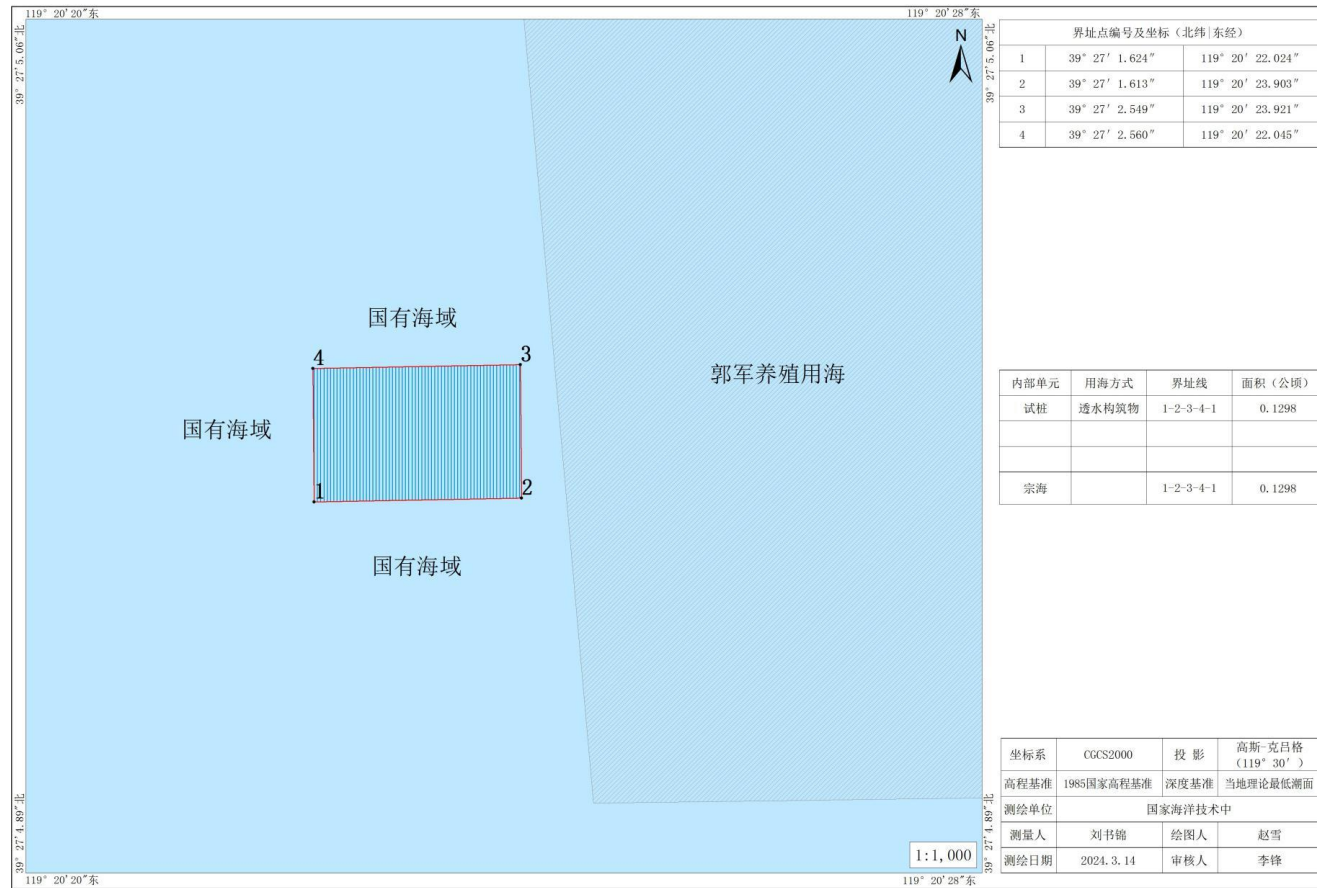 119° 20′20″东
119° 20′28″东
39° 27′5.06″北
39° 27′5.06″北
N
界址点编号及坐标（北纬|东经）
1 39° 27′ 1.624″ 119° 20′ 22.024″
2 39° 27′ 1.613″ 119° 20′ 23.903″
3 39° 27′ 2.549″ 119° 20′ 23.921″
4 39° 27′ 2.560″ 119° 20′ 22.045″
国有海域
4
3
郭军养殖用海
国有海域
1
2
国有海域
内部单元 用海方式 界址线 面积（公顷）
试桩 透水构筑物 1-2-3-4-1 0.1298
宗海 1-2-3-4-1 0.1298
坐标系 CGCS2000 投 影 高斯-克吕格
（119° 30′ ）
高程基准 1985国家高程基准 深度基准 当地理论最低潮面
测绘单位 国家海洋技术中
测量人 刘书锦 绘图人 赵雪
测绘日期 2024.3.14 审核人 李锋
1:1,000
39° 27′4.89″北
39° 27′4.89″北
119° 20′20″东
119° 20′28″东